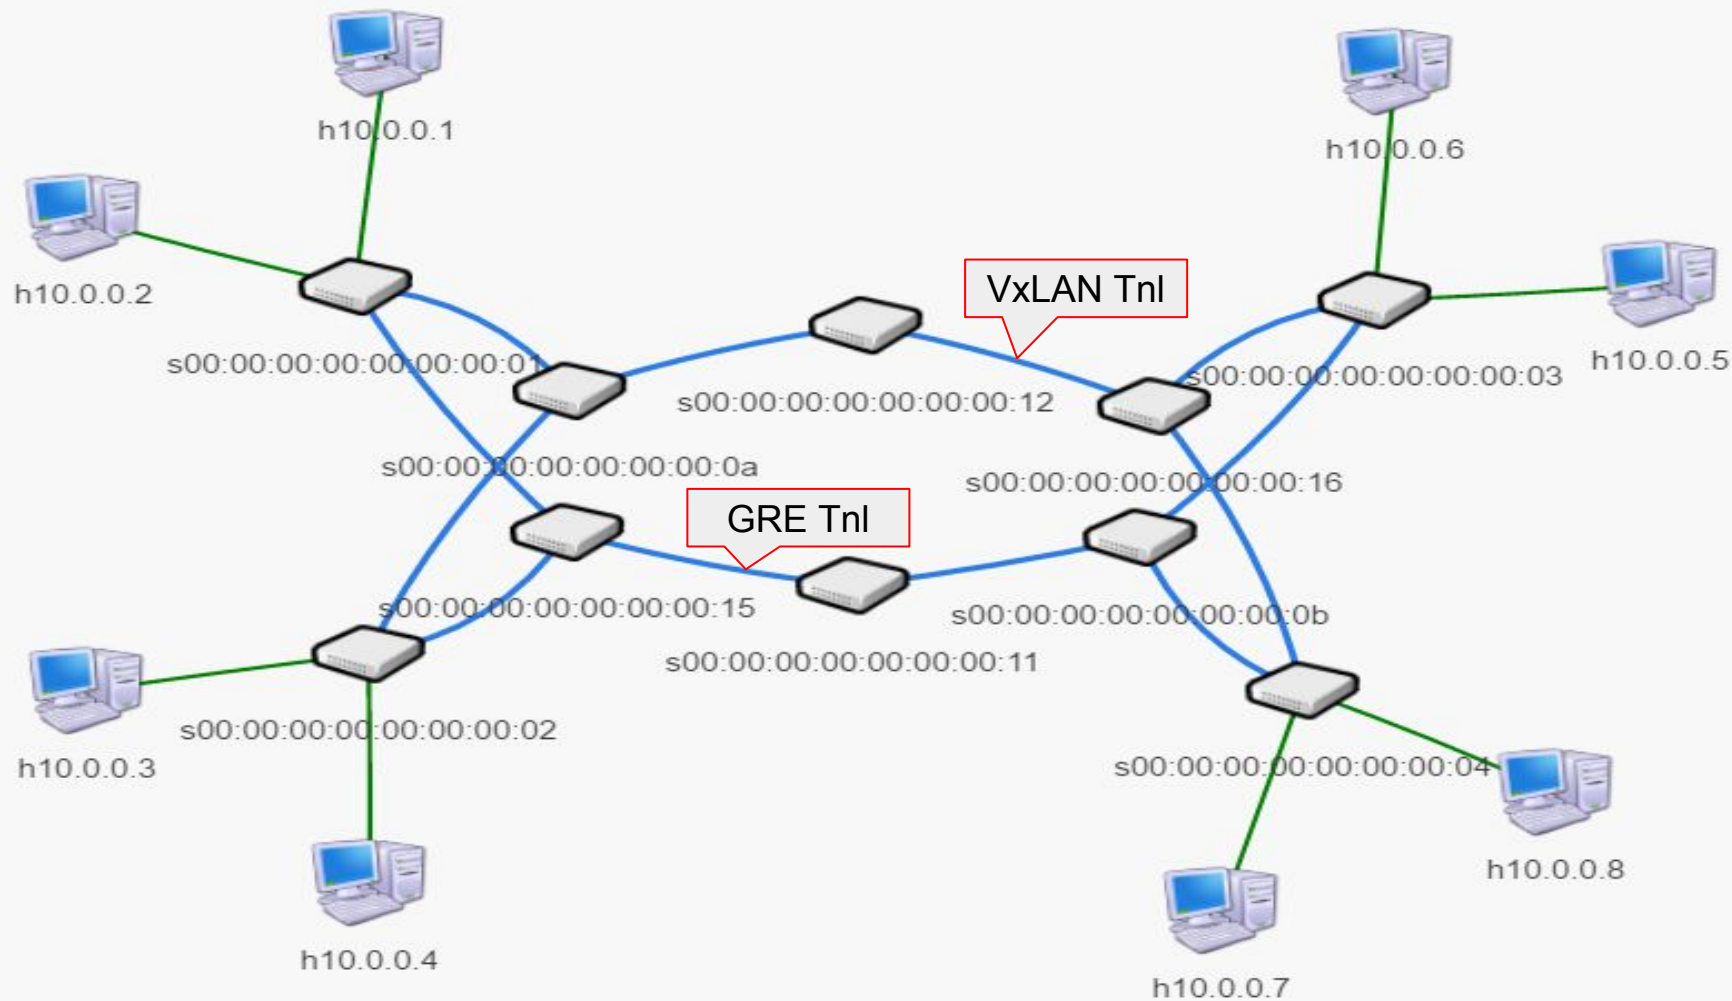 h10.0.0.1
h10.0.0.6
h10.0.0.2
VxLAN Tnl
s00:00:00:00:00:00:00:01
h10.0.0.5
s00:00:00:00:00:00:00:03
s00:00:00:00:00:00:00:12
s00:00:00:00:00:00:00:0a
s00:00:00:00:00:00:00:16
GRE Tnl
s00:00:00:00:00:00:00:15
s00:00:00:00:00:00:00:0b
s00:00:00:00:00:00:00:11
s00:00:00:00:00:00:00:02
h10.0.0.3
s00:00:00:00:00:00:00:04
h10.0.0.8
h10.0.0.4
h10.0.0.7